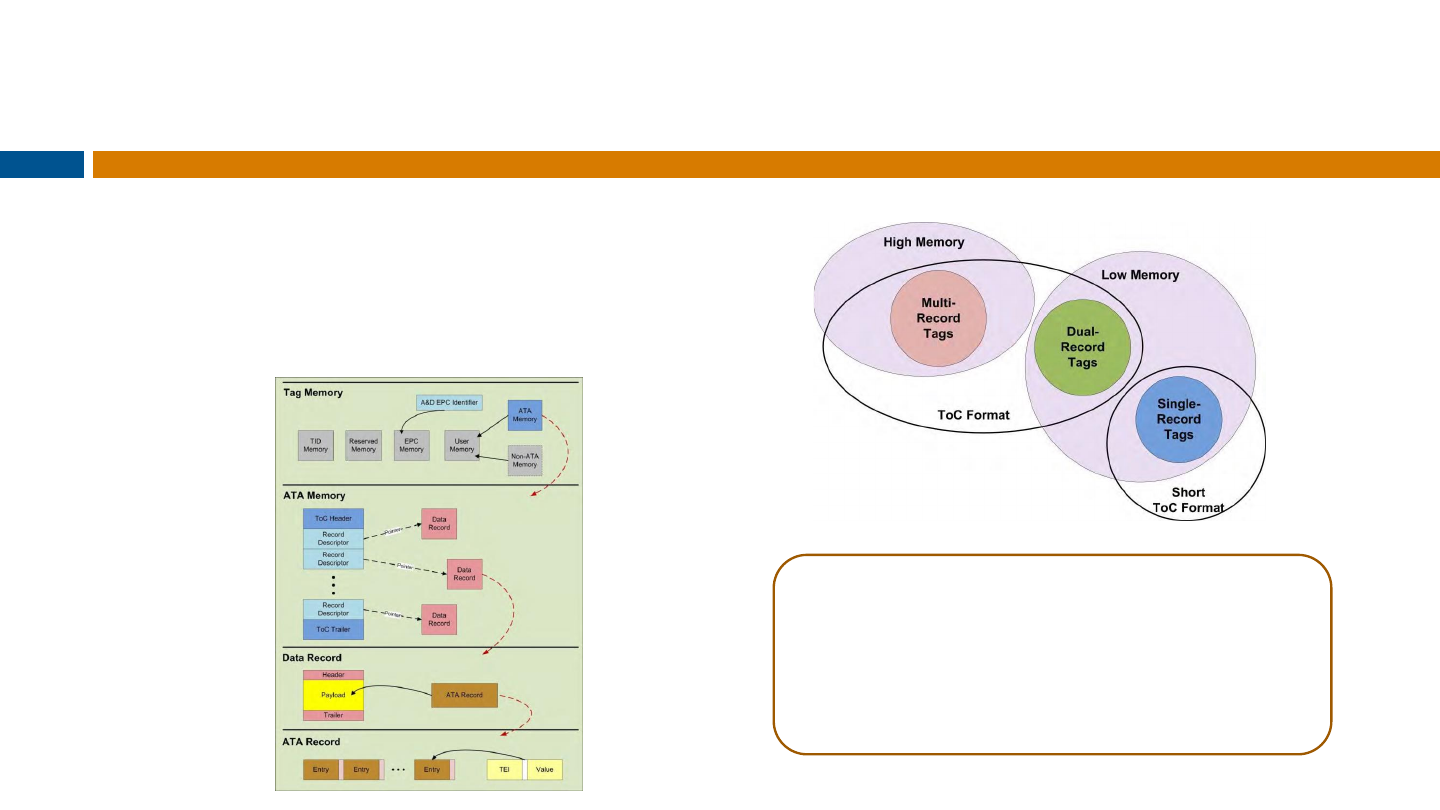 Tag Memory
A&D EPC Identifier
ATA
Memory
TID
Memory
Reserved
Memory
EPC
Memory
User
Memory
Non-ATA
Memory
ATA Memory
ToC Header
Record
Descriptor
Record
Descriptor
Record
Descriptor
ToC Trailer
Pointers
Pointer
Pointers
Data
Record
Data
Record
Data
Record
Data Record
Header
Payload
Trailer
ATA Record
ATA Record
Entry
Entry
Entry
TEI
Value
High Memory
Low Memory
Multi-
Record
Tags
Dual-
Record
Tags
Single-
Record
Tags
ToC Format
Short
ToC Format